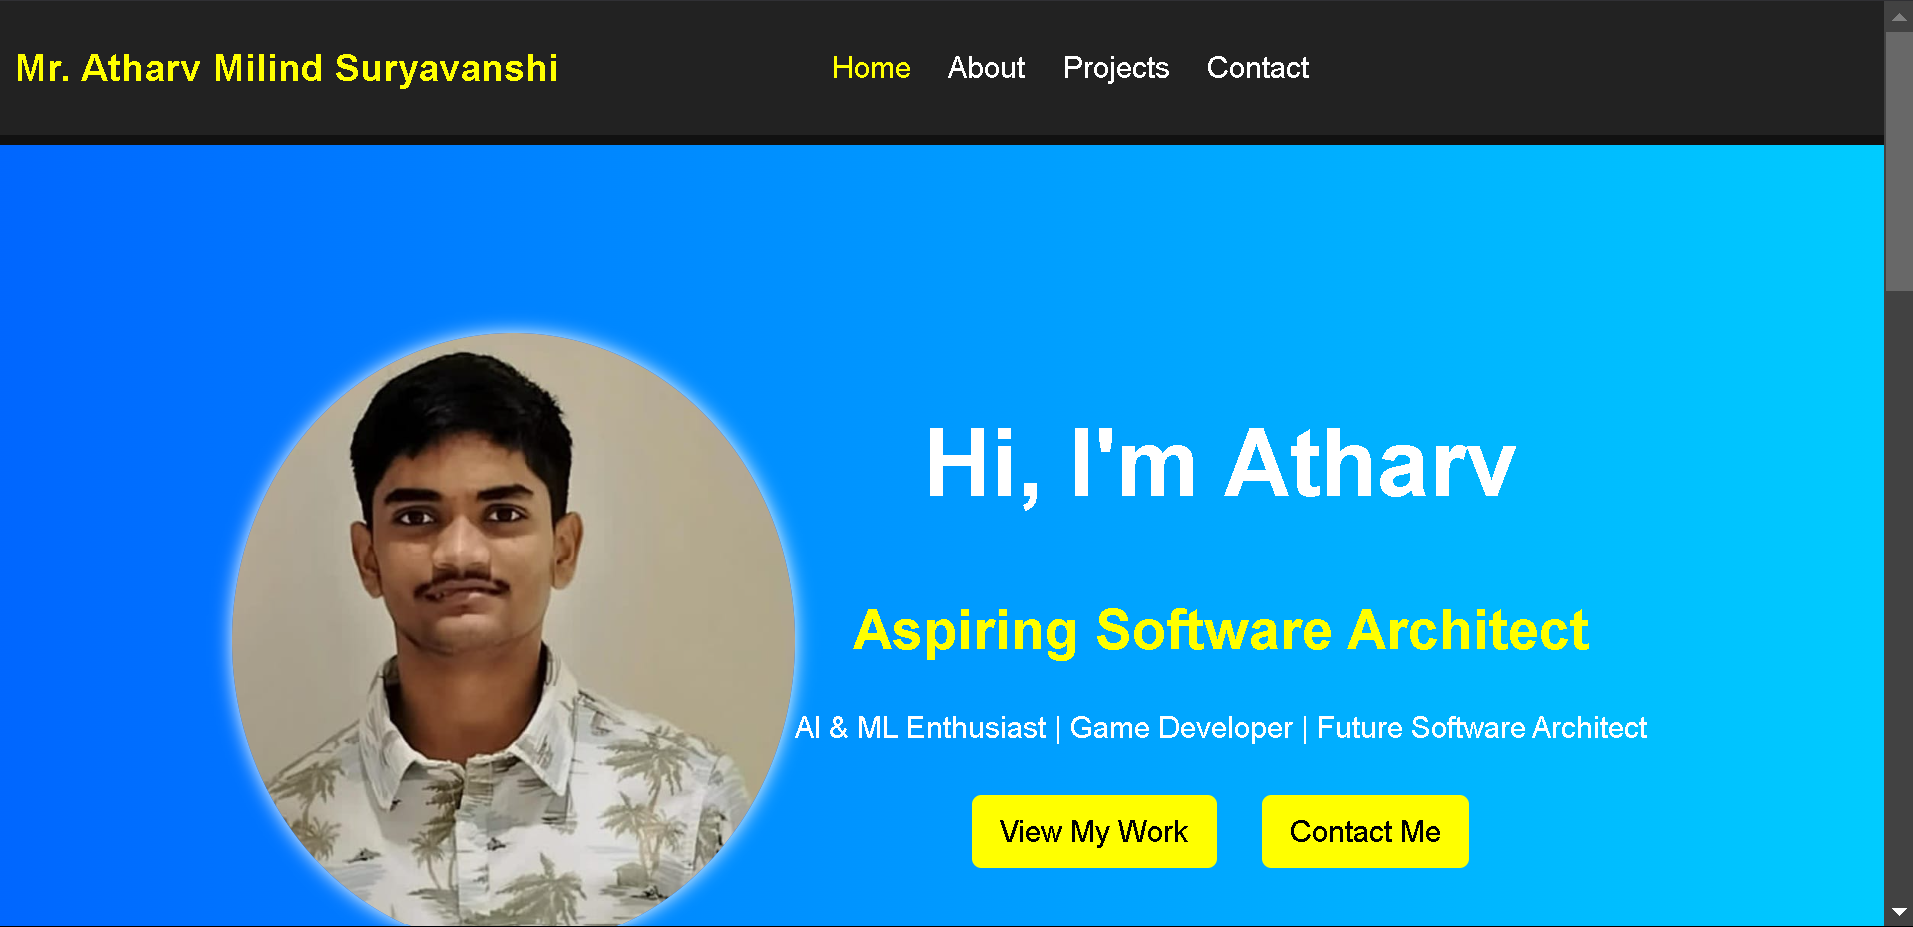 Mr. Atharv Milind Suryavanshi
Home About Projects Contact
Hi, I'm Atharv
Aspiring Software Architect
AI & ML Enthusiast | Game Developer | Future Software Architect
View My Work
Contact Me